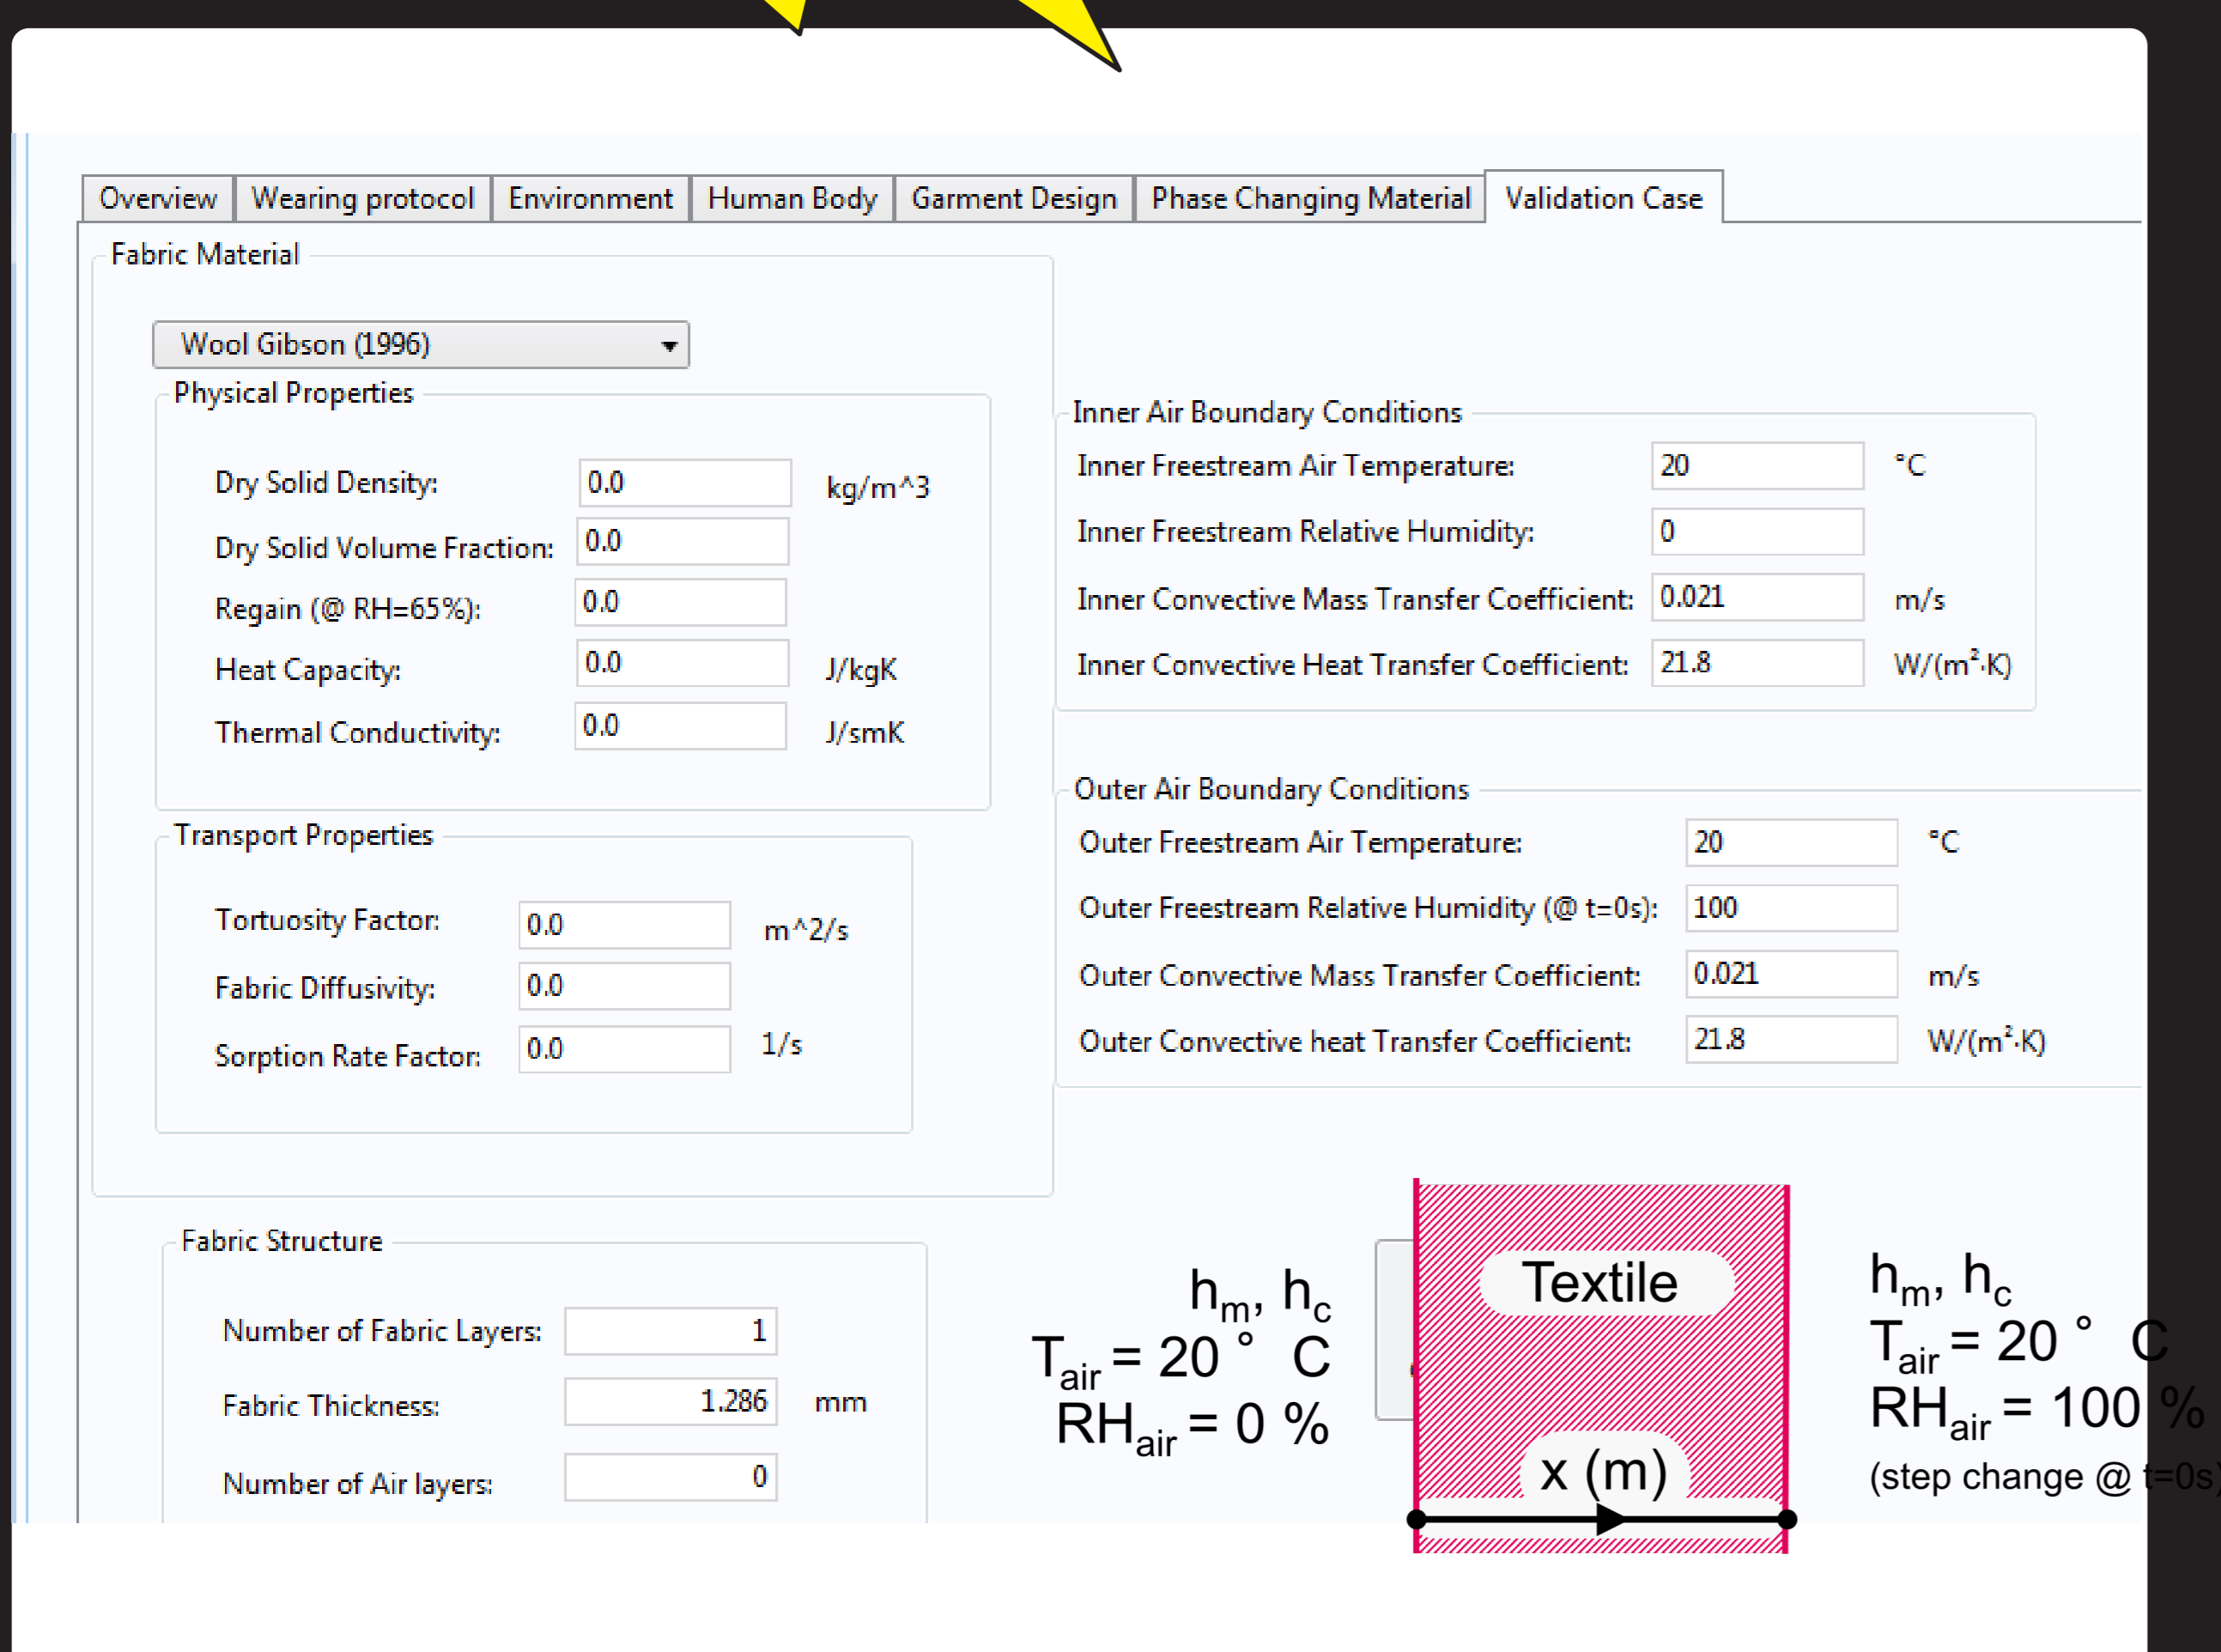 Overview Wearing protocol Environment Human Body Garment Design Phase Changing Material Validation Case
Fabric Material
Wool Gibson (1996)
Physical Properties
Dry Solid Density: 0.0 kg/m^3
Dry Solid Volume Fraction: 0.0
Regain (@ RH=65%): 0.0
Heat Capacity: 0.0 J/kgK
Thermal Conductivity: 0.0 J/smK
Transport Properties
Tortuosity Factor: 0.0 m^2/s
Fabric Diffusivity: 0.0
Sorption Rate Factor: 0.0 1/s
Fabric Structure
Number of Fabric Layers: 1
Fabric Thickness: 1.286 mm
Number of Air layers: 0
Inner Air Boundary Conditions
Inner Freestream Air Temperature: 20 °C
Inner Freestream Relative Humidity: 0
Inner Convective Mass Transfer Coefficient: 0.021 m/s
Inner Convective Heat Transfer Coefficient: 21.8 W/(m²·K)
Outer Air Boundary Conditions
Outer Freestream Air Temperature: 20 °C
Outer Freestream Relative Humidity (@ t=0s): 100
Outer Convective Mass Transfer Coefficient: 0.021 m/s
Outer Convective heat Transfer Coefficient: 21.8 W/(m²·K)
hm, hc
Tair = 20 ° C
RHair = 0 %
Textile
x (m)
hm, hc
Tair = 20 ° C
RHair = 100 %
(step change @ t=0s)